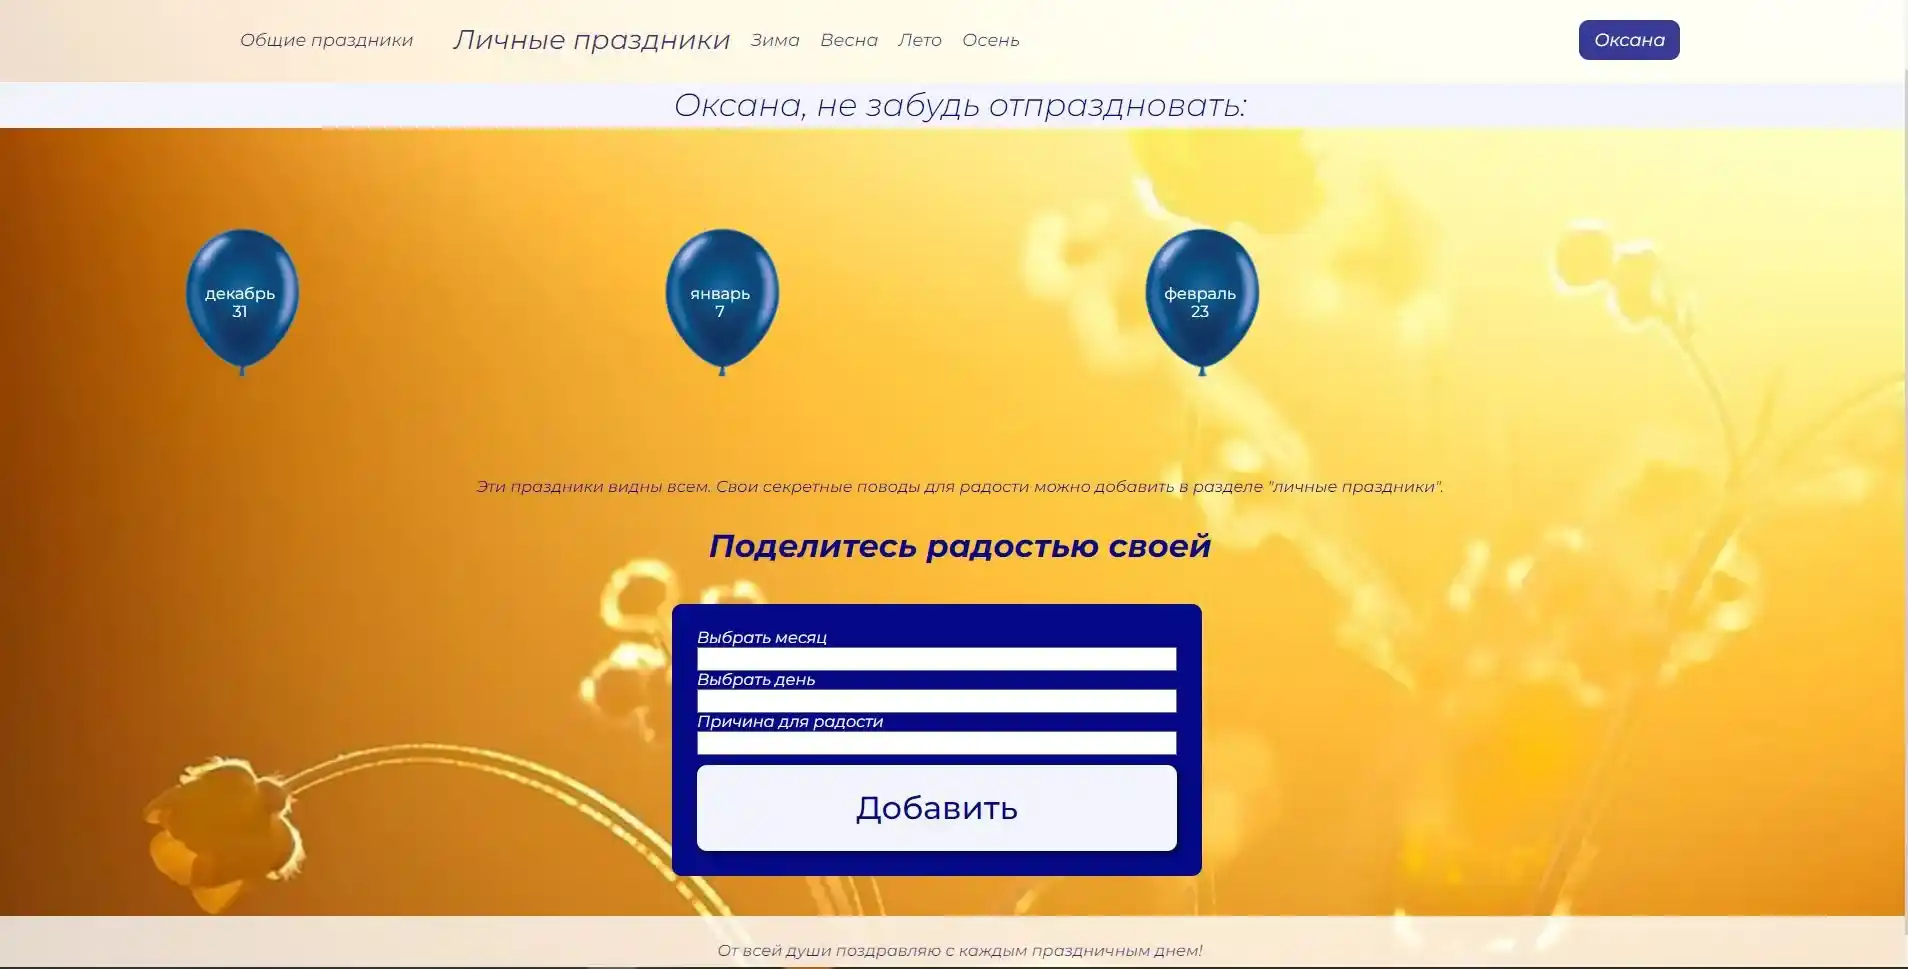 Общие праздники Личные праздники Зима Весна Лето Осень Оксана
Оксана, не забудь отпраздновать:
декабрь
31
январь
7
февраль
23
Эти праздники видны всем. Свои секретные поводы для радости можно добавить в разделе "личные праздники".
Поделитесь радостью своей
Выбрать месяц
Выбрать день
Причина для радости
Добавить
От всей души поздравляю с каждым праздничным днем!